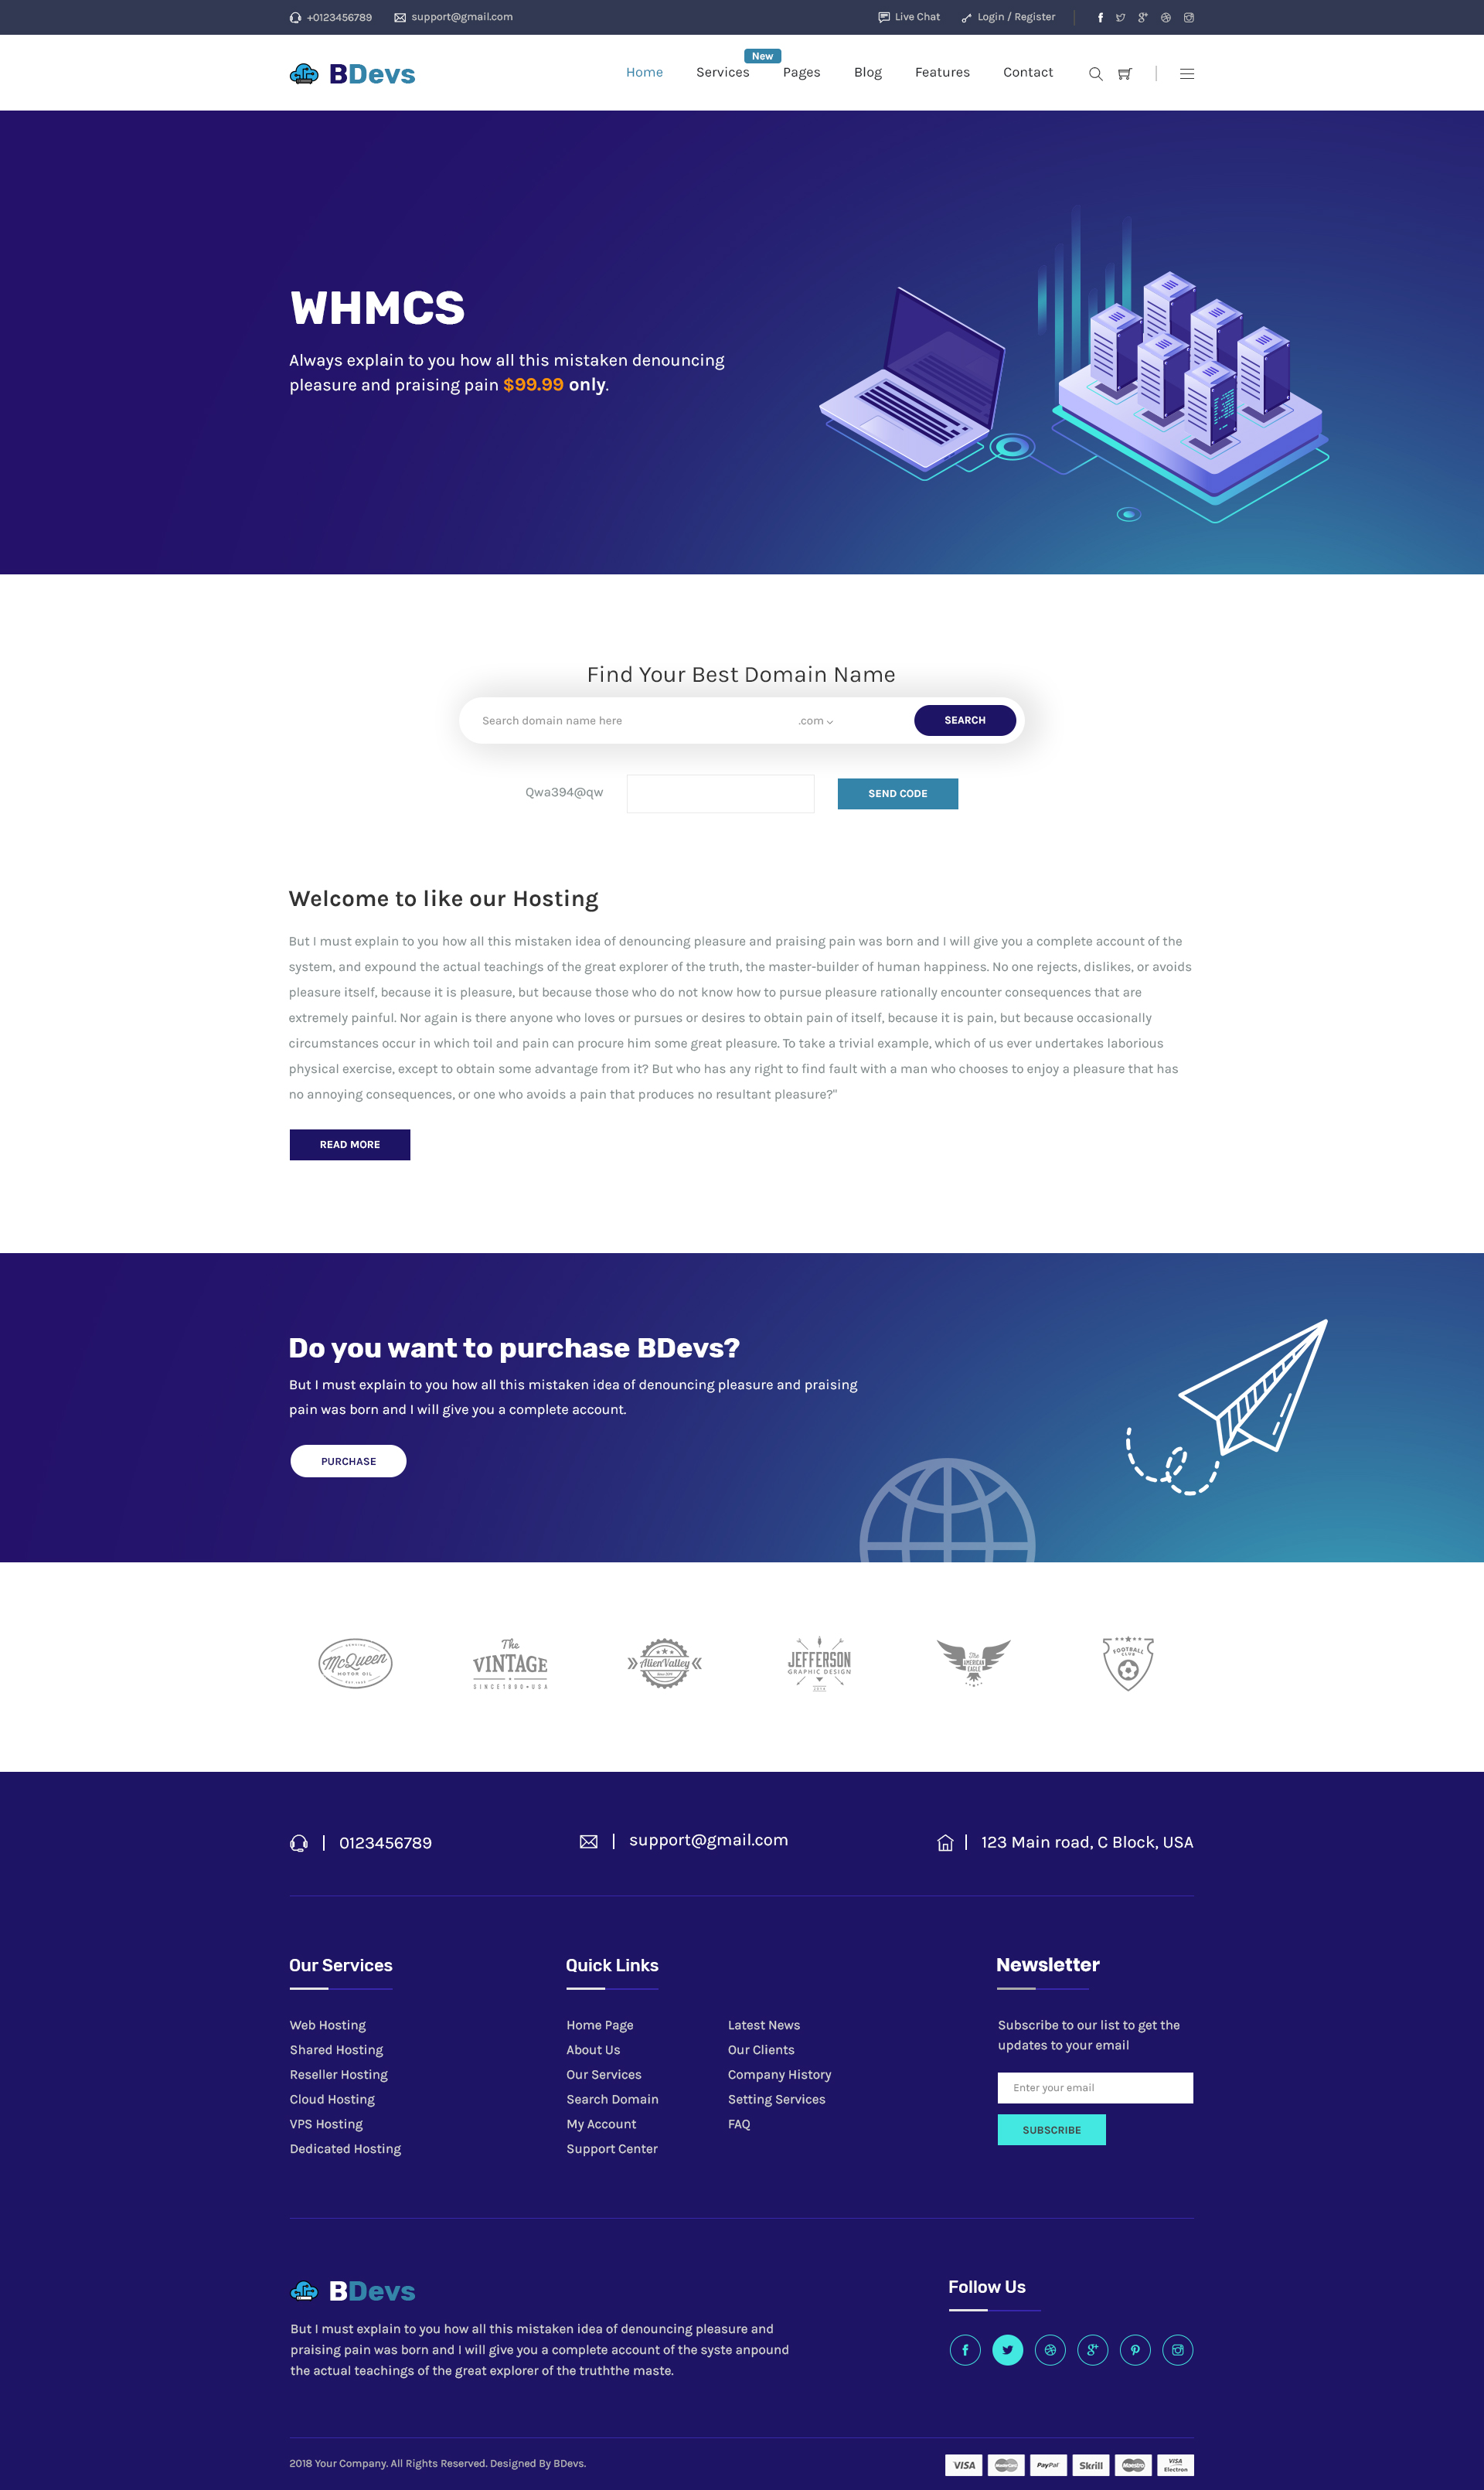 +0123456789 support@gmail.com Live Chat Login / Register
BDevs
New
Home Services Pages Blog Features Contact
WHMCS
Always explain to you how all this mistaken denouncing
pleasure and praising pain $99.99 only.
Find Your Best Domain Name
Search domain name here .com SEARCH
Qwa394@qw SEND CODE
Welcome to like our Hosting
But I must explain to you how all this mistaken idea of denouncing pleasure and praising pain was born and I will give you a complete account of the
system, and expound the actual teachings of the great explorer of the truth, the master-builder of human happiness. No one rejects, dislikes, or avoids
pleasure itself, because it is pleasure, but because those who do not know how to pursue pleasure rationally encounter consequences that are
extremely painful. Nor again is there anyone who loves or pursues or desires to obtain pain of itself, because it is pain, but because occasionally
circumstances occur in which toil and pain can procure him some great pleasure. To take a trivial example, which of us ever undertakes laborious
physical exercise, except to obtain some advantage from it? But who has any right to find fault with a man who chooses to enjoy a pleasure that has
no annoying consequences, or one who avoids a pain that produces no resultant pleasure?"
READ MORE
Do you want to purchase BDevs?
But I must explain to you how all this mistaken idea of denouncing pleasure and praising
pain was born and I will give you a complete account.
PURCHASE
GENUINE
McQueen
MOTOR OIL
The
VINTAGE
SINCE 1880 • USA
AlienValley
JEFFERSON
GRAPHIC DESIGN
The
AMERICAN
EAGLE
FOOTBALL
CLUB
0123456789
support@gmail.com
123 Main road, C Block, USA
Our Services
Web Hosting
Shared Hosting
Reseller Hosting
Cloud Hosting
VPS Hosting
Dedicated Hosting
Quick Links
Home Page
About Us
Our Services
Search Domain
My Account
Support Center
Latest News
Our Clients
Company History
Setting Services
FAQ
Newsletter
Subscribe to our list to get the
updates to your email
Enter your email
SUBSCRIBE
BDevs
But I must explain to you how all this mistaken idea of denouncing pleasure and
praising pain was born and I will give you a complete account of the syste anpound
the actual teachings of the great explorer of the truththe maste.
Follow Us
2018 Your Company. All Rights Reserved. Designed By BDevs.
VISA MasterCard PayPal Skrill Maestro VISA
Electron